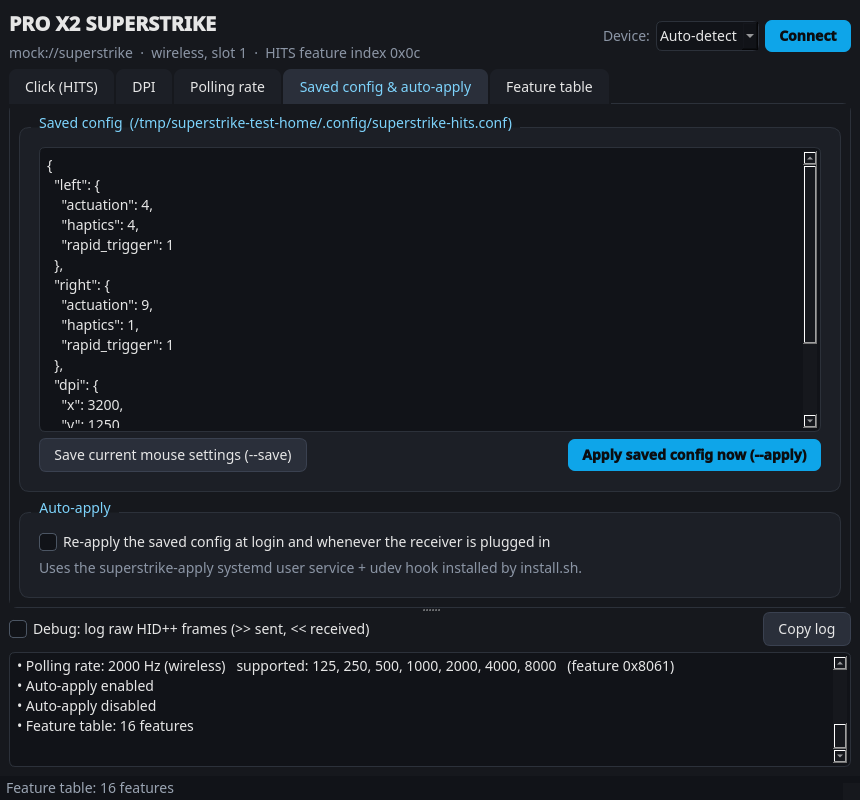 PRO X2 SUPERSTRIKE
mock://superstrike · wireless, slot 1 · HITS feature index 0x0c
Device: Auto-detect Connect
Click (HITS) DPI Polling rate Saved config & auto-apply Feature table
Saved config (/tmp/superstrike-test-home/.config/superstrike-hits.conf)
{
"left": {
"actuation": 4,
"haptics": 4,
"rapid_trigger": 1
},
"right": {
"actuation": 9,
"haptics": 1,
"rapid_trigger": 1
},
"dpi": {
"x": 3200,
"y": 1250
Save current mouse settings (--save) Apply saved config now (--apply)
Auto-apply
Re-apply the saved config at login and whenever the receiver is plugged in
Uses the superstrike-apply systemd user service + udev hook installed by install.sh.
Debug: log raw HID++ frames (>> sent, << received) Copy log
• Polling rate: 2000 Hz (wireless) supported: 125, 250, 500, 1000, 2000, 4000, 8000 (feature 0x8061)
• Auto-apply enabled
• Auto-apply disabled
• Feature table: 16 features
Feature table: 16 features